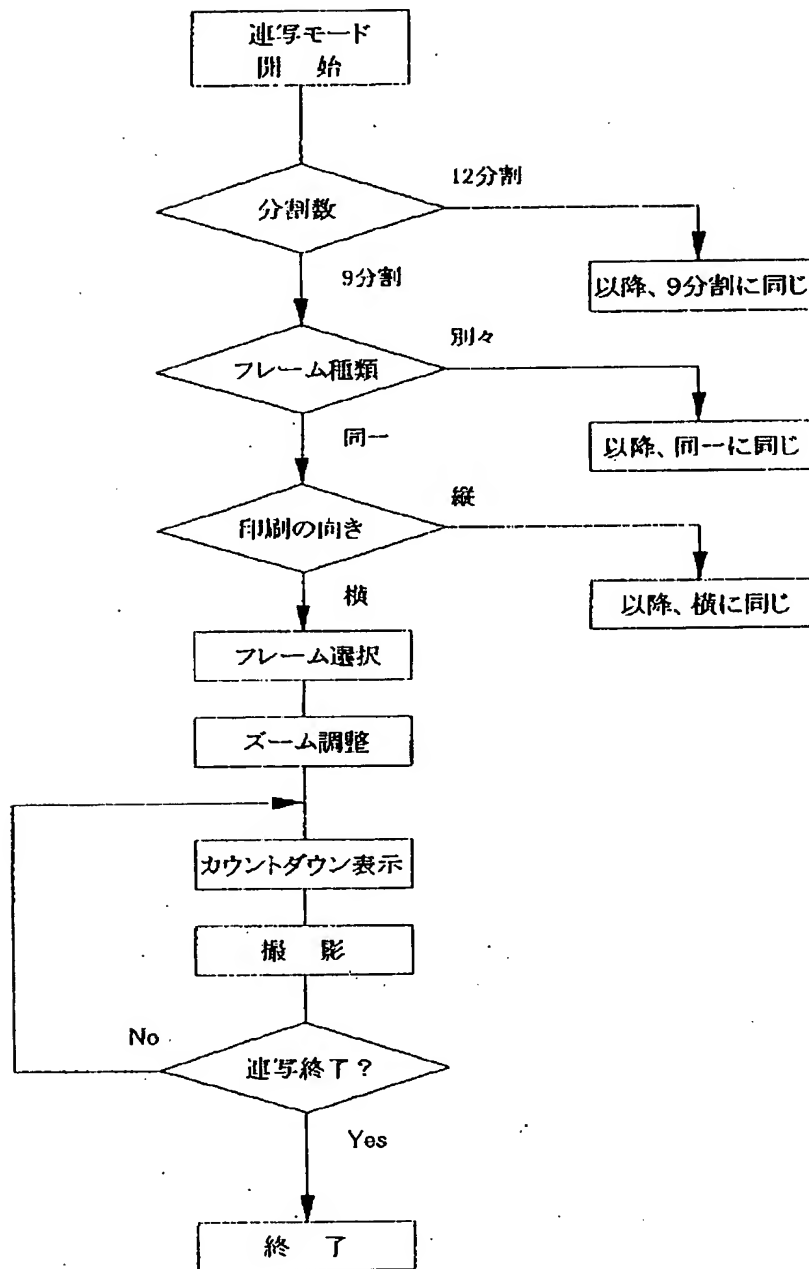 連写モード
開 始
12分割
分割数
9分割
以降、9分割に同じ
別々
フレーム種類
同一
以降、同一に同じ
縦
印刷の向き
横
以降、横に同じ
フレーム選択
ズーム調整
カウントダウン表示
撮 影
No
連写終了?
Yes
終 了